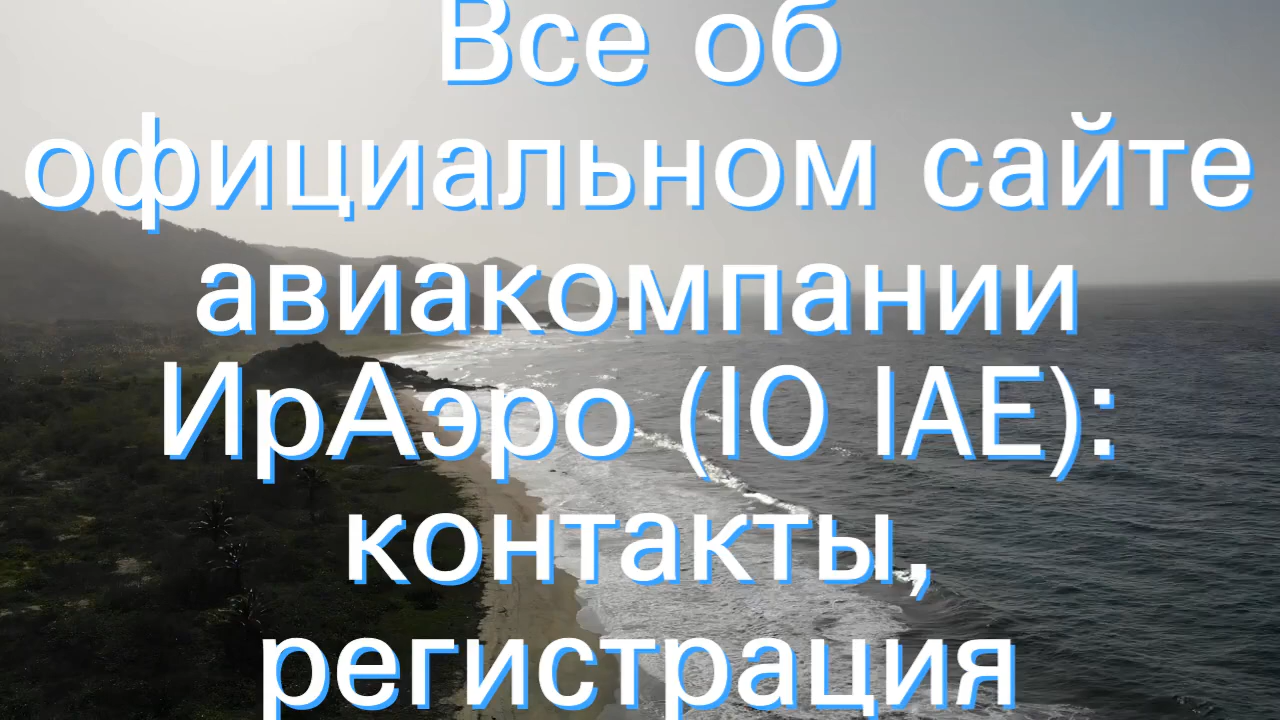 Все об
официальном сайте
авиакомпании
ИрАэро (IO IAE):
контакты,
регистрация